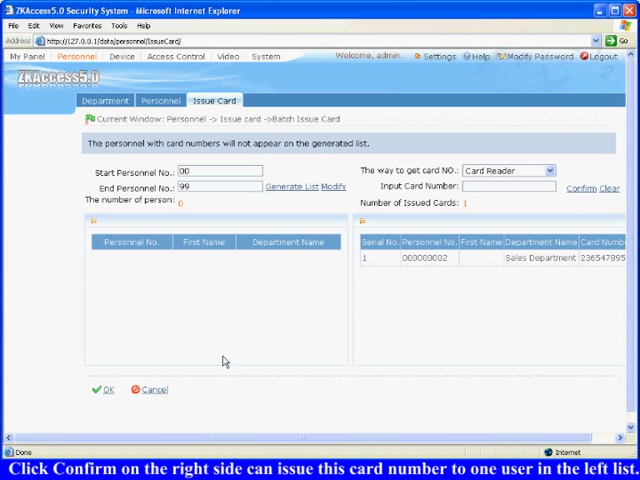 ZKAccess5.0 Security System - Microsoft Internet Explorer
File Edit View Favorites Tools Help
Address http://127.0.0.1/data/personnel/IssueCard/ Go
My Panel Personnel Device Access Control Video System Welcome, admin. Settings Help Modify Password Logout
ZKAccess5.0
Department Personnel Issue Card
Current Window: Personnel -> Issue card ->Batch Issue Card
The personnel with card numbers will not appear on the generated list.
Start Personnel No.: 00 The way to get card NO.: Card Reader
End Personnel No.: 99 Generate List Modify Input Card Number: Confirm Clear
The number of person: 0 Number of Issued Cards: 1
Personnel No. First Name Department Name Serial No. Personnel No. First Name Department Name Card Numbe
1 000000002 Sales Department 236547895
OK Cancel
Done Internet
Click Confirm on the right side can issue this card number to one user in the left list.